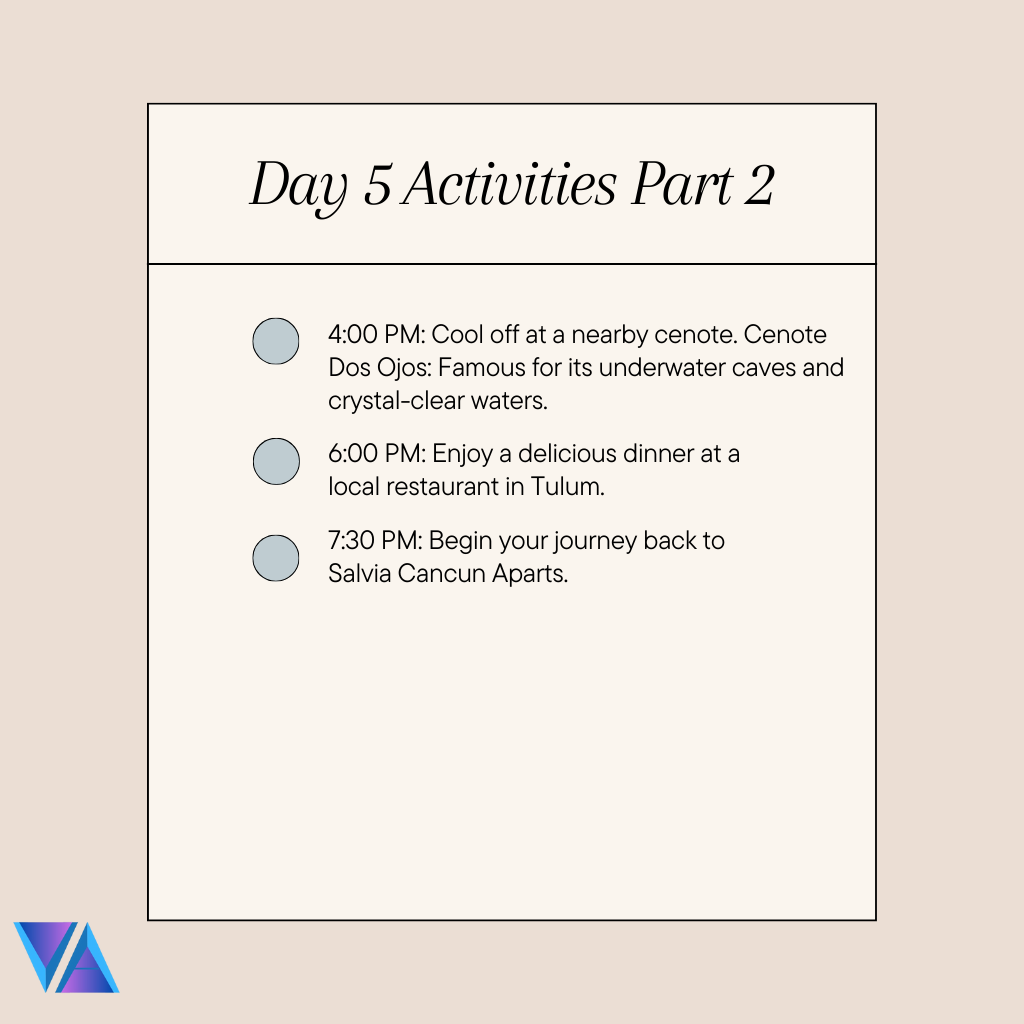 Day 5 Activities Part 2
4:00 PM: Cool off at a nearby cenote. Cenote
Dos Ojos: Famous for its underwater caves and
crystal-clear waters.
6:00 PM: Enjoy a delicious dinner at a
local restaurant in Tulum.
7:30 PM: Begin your journey back to
Salvia Cancun Aparts.
VA